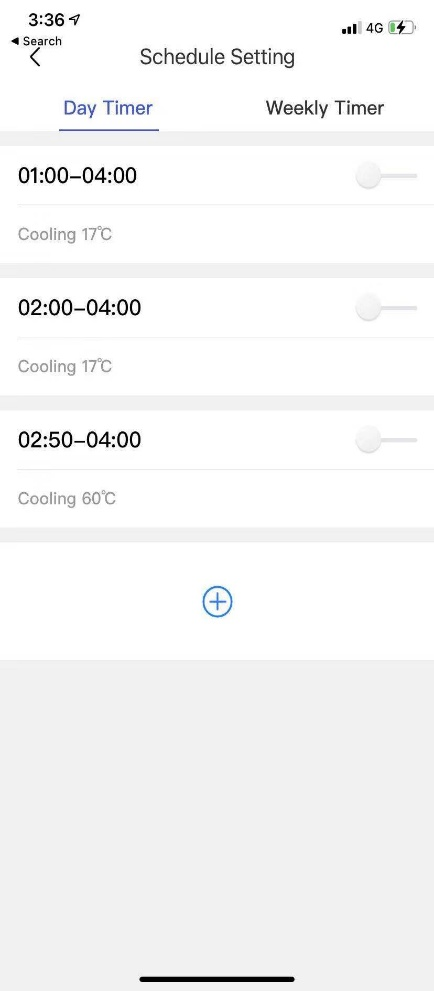 3:36
4G
◀ Search
Schedule Setting
Day Timer Weekly Timer
01:00–04:00
Cooling 17℃
02:00–04:00
Cooling 17℃
02:50–04:00
Cooling 60℃